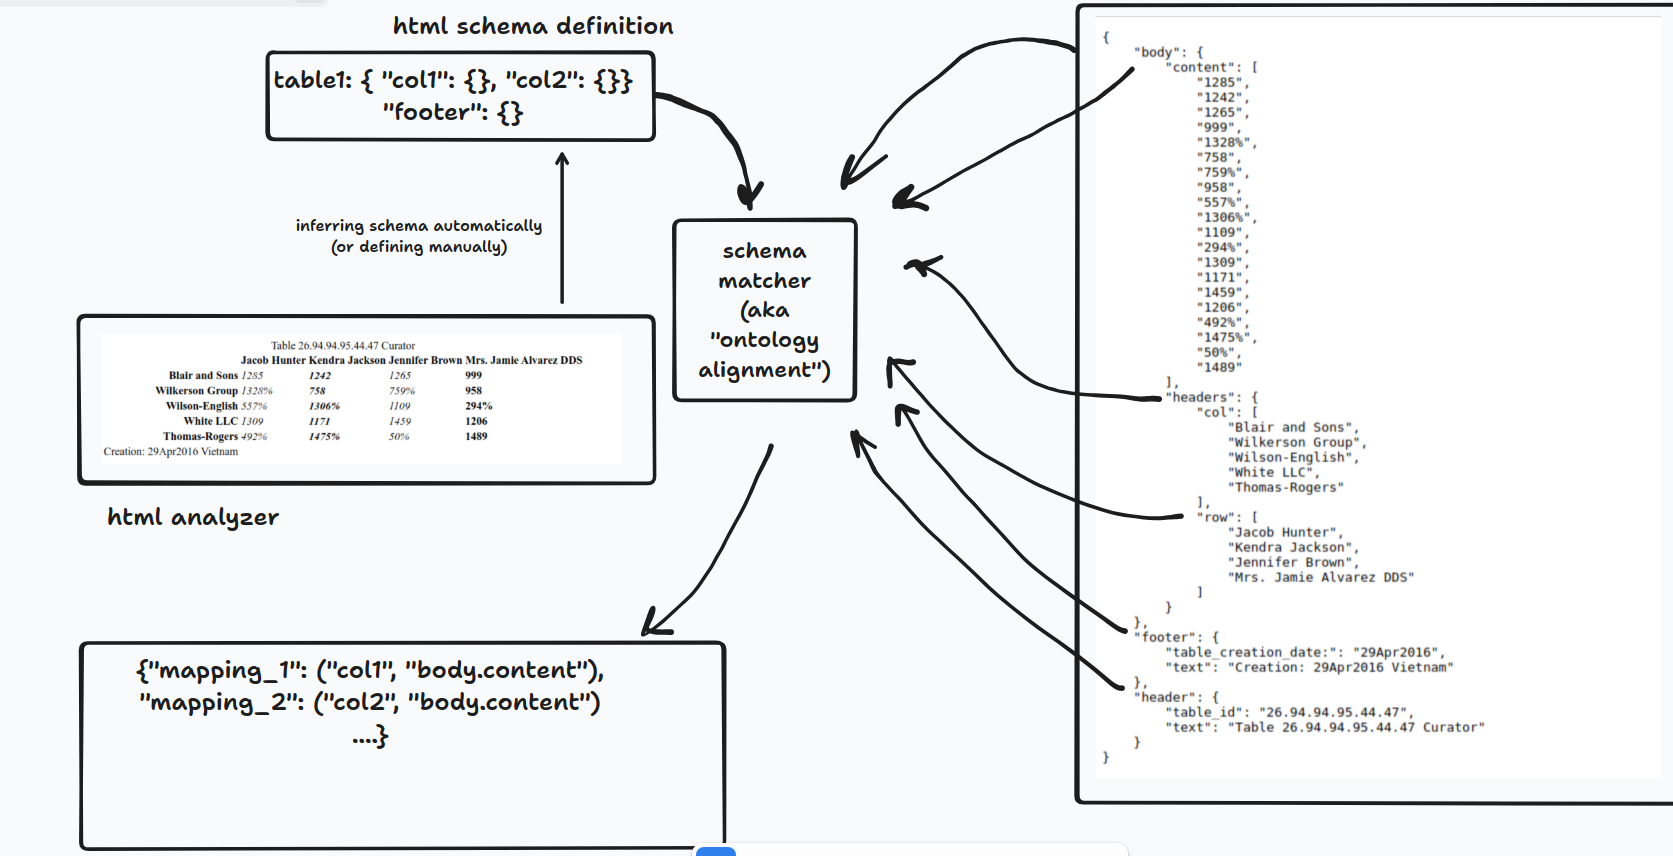 html schema definition
table1: { "col1": {}, "col2": {}}
"footer": {}
inferring schema automatically
(or defining manually)
Table 26.94.94.95.44.47 Curator
Jacob Hunter Kendra Jackson Jennifer Brown Mrs. Jamie Alvarez DDS
Blair and Sons 1285 1242 1265 999
Wilkerson Group 1328% 758 759% 958
Wilson-English 557% 1306% 1109 294%
White LLC 1309 1171 1459 1206
Thomas-Rogers 492% 1475% 50% 1489
Creation: 29Apr2016 Vietnam
html analyzer
schema
matcher
(aka
"ontology
alignment")
{"mapping_1": ("col1", "body.content"),
"mapping_2": ("col2", "body.content")
....}
{
"body": {
"content": [
"1285",
"1242",
"1265",
"999",
"1328%",
"758",
"759%",
"958",
"557%",
"1306%",
"1109",
"294%",
"1309",
"1171",
"1459",
"1206",
"492%",
"1475%",
"50%",
"1489"
],
"headers": {
"col": [
"Blair and Sons",
"Wilkerson Group",
"Wilson-English",
"White LLC",
"Thomas-Rogers"
],
"row": [
"Jacob Hunter",
"Kendra Jackson",
"Jennifer Brown",
"Mrs. Jamie Alvarez DDS"
]
}
},
"footer": {
"table_creation_date:": "29Apr2016",
"text": "Creation: 29Apr2016 Vietnam"
},
"header": {
"table_id": "26.94.94.95.44.47",
"text": "Table 26.94.94.95.44.47 Curator"
}
}